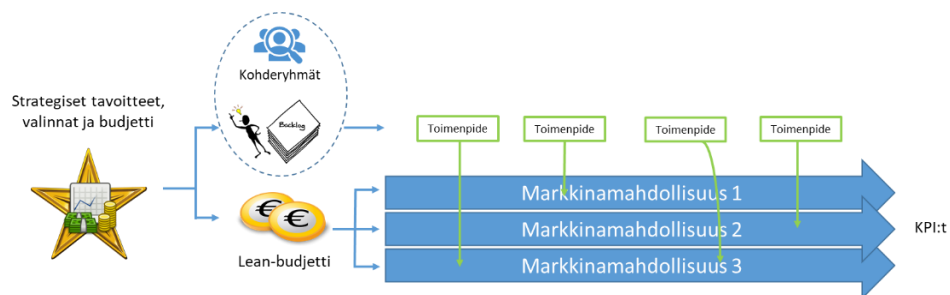 Kohderyhmät
Strategiset tavoitteet,
valinnat ja budjetti
Backlog
Toimenpide
Toimenpide
Toimenpide
Toimenpide
Markkinamahdollisuus 1
Markkinamahdollisuus 2
Markkinamahdollisuus 3
KPI:t
€
€
Lean-budjetti